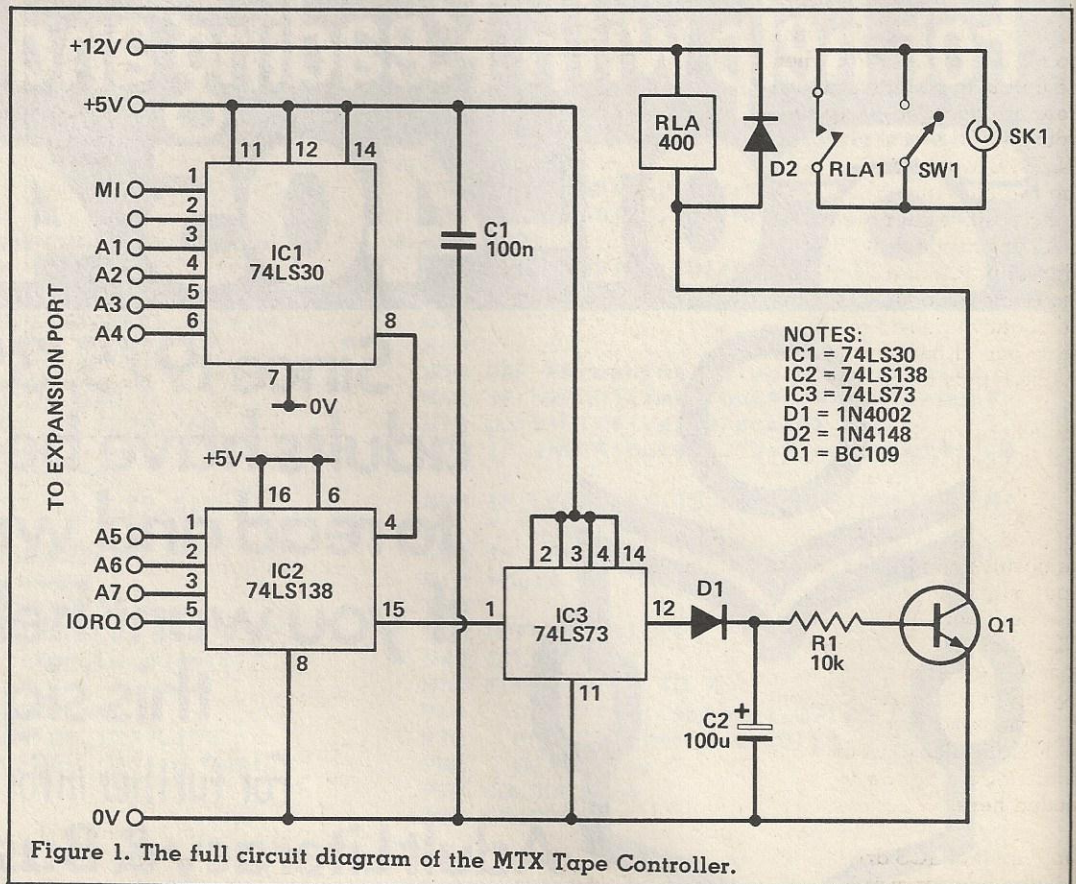 +12V
+5V
11 12 14
MI 1
2
A1 3
A2 4
A3 5
A4 6
IC1
74LS30
8
7
0V
C1
100n
RLA
400
D2
RLA1
SW1
SK1
NOTES:
IC1 = 74LS30
IC2 = 74LS138
IC3 = 74LS73
D1 = 1N4002
D2 = 1N4148
Q1 = BC109
TO EXPANSION PORT
+5V
16 6
A5 1
A6 2
A7 3
IORQ 5
IC2
74LS138
4
15
8
2 3 4 14
1
IC3
74LS73
12
11
D1
R1
10k
Q1
C2
100u
+
0V
Figure 1. The full circuit diagram of the MTX Tape Controller.